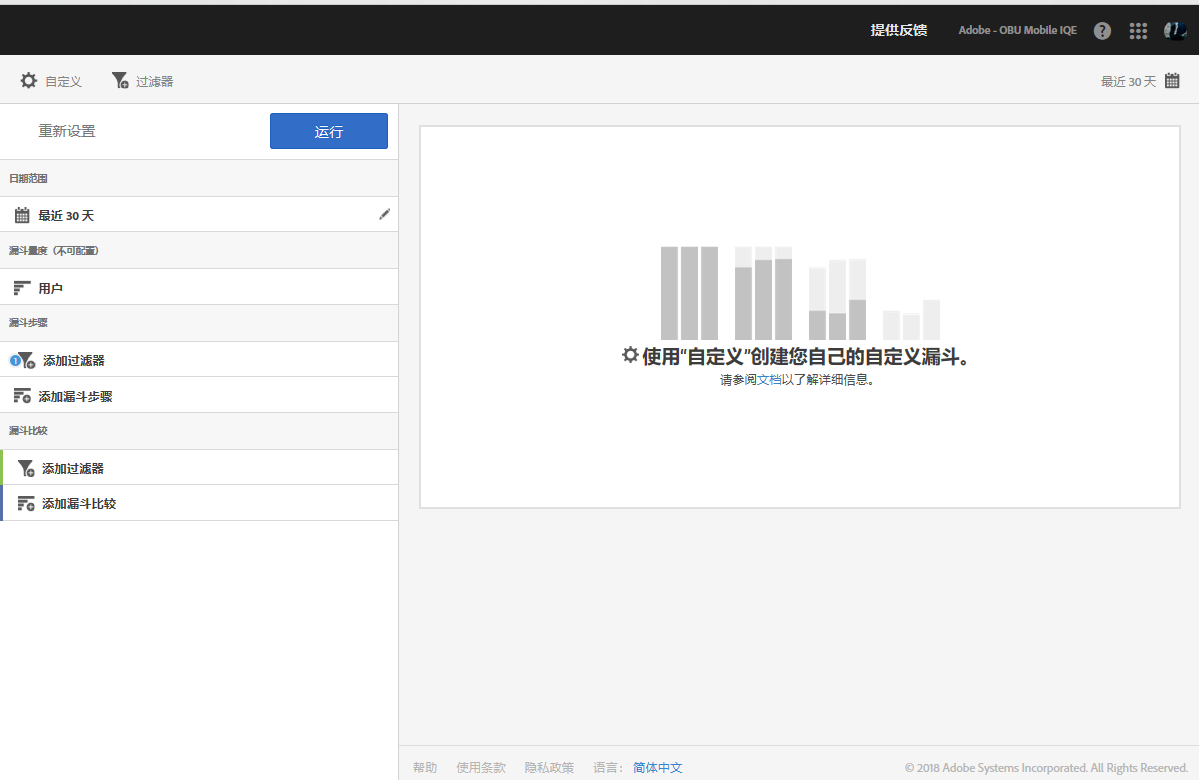 提供反馈 Adobe - OBU Mobile IQE
自定义 过滤器 最近 30 天
重新设置 运行
日期范围
最近 30 天
漏斗量度（不可配置）
用户
漏斗步骤
1 添加过滤器
添加漏斗步骤
漏斗比较
添加过滤器
添加漏斗比较
使用“自定义”创建您自己的自定义漏斗。
请参阅文档以了解详细信息。
帮助 使用条款 隐私政策 语言： 简体中文 © 2018 Adobe Systems Incorporated. All Rights Reserved.